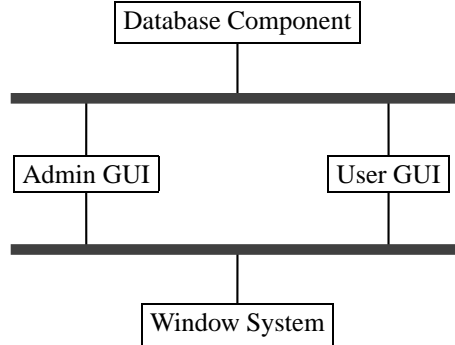 Database Component
Admin GUI
User GUI
Window System